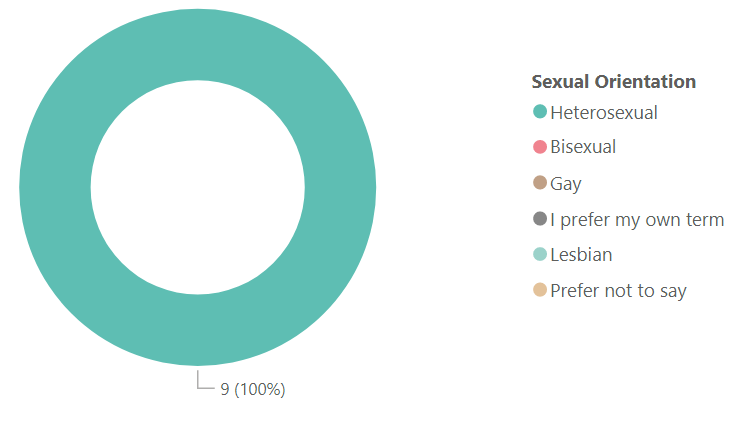 Sexual Orientation
Heterosexual
Bisexual
Gay
I prefer my own term
Lesbian
Prefer not to say
9 (100%)